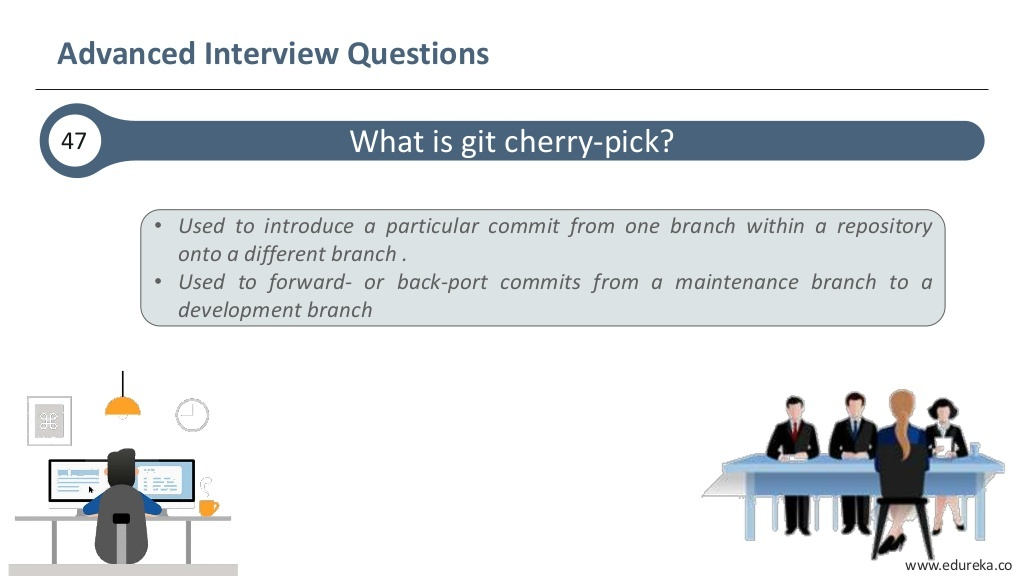 Advanced Interview Questions
47
What is git cherry-pick?
• Used to introduce a particular commit from one branch within a repository
onto a different branch .
• Used to forward- or back-port commits from a maintenance branch to a
development branch
www.edureka.co